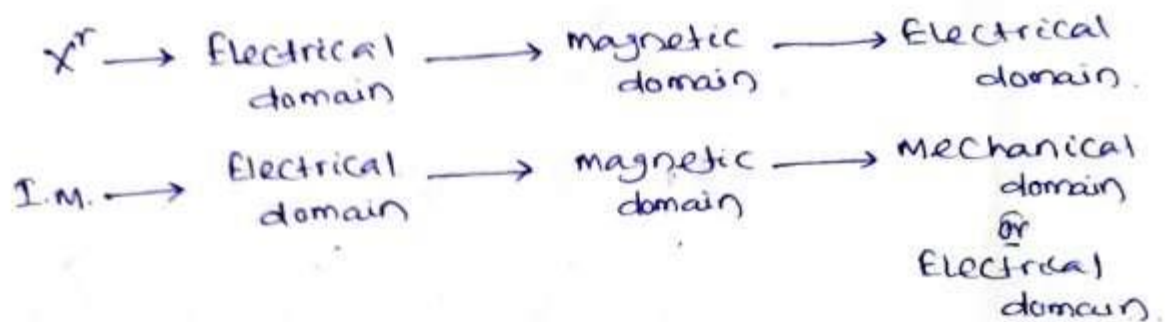 Xʳ → Electrical → magnetic → Electrical
domain domain domain.
I.M. → Electrical → magnetic → Mechanical
domain domain domain
or
Electrical
domain.